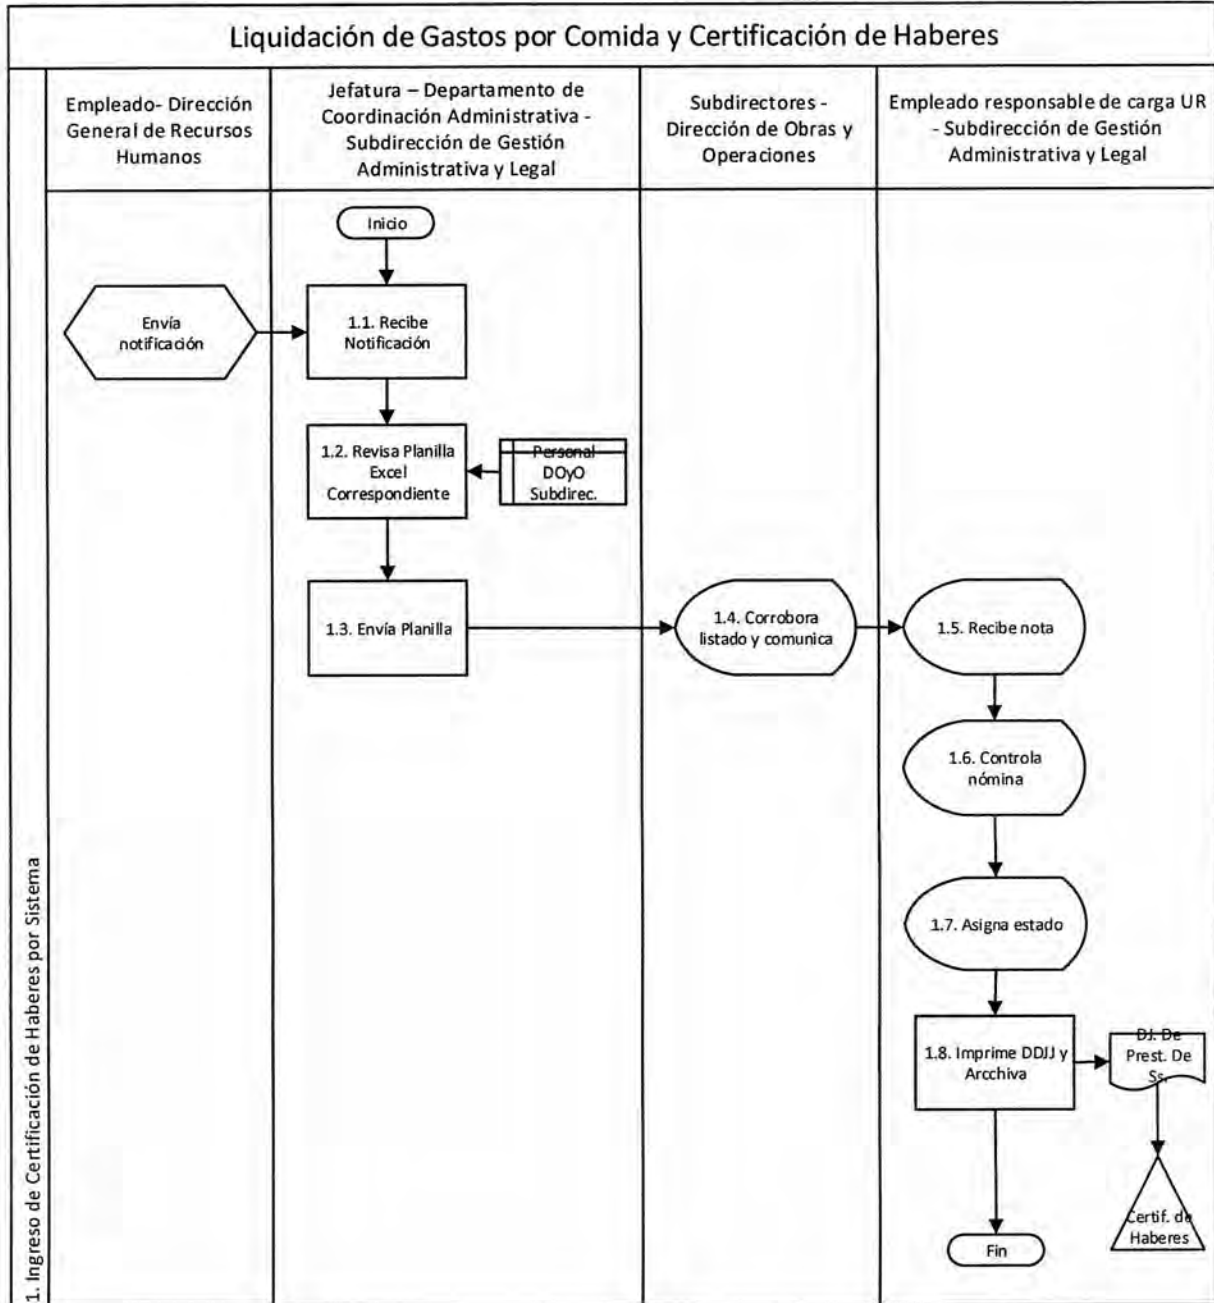 Liquidación de Gastos por Comida y Certificación de Haberes
Empleado- Dirección
General de Recursos
Humanos
Jefatura – Departamento de
Coordinación Administrativa -
Subdirección de Gestión
Administrativa y Legal
Subdirectores -
Dirección de Obras y
Operaciones
Empleado responsable de carga UR
- Subdirección de Gestión
Administrativa y Legal
1. Ingreso de Certificación de Haberes por Sistema
Inicio
Envía
notificación
1.1. Recibe
Notificación
1.2. Revisa Planilla
Excel
Correspondiente
Personal
DOyO
Subdirec.
1.3. Envía Planilla
1.4. Corrobora
listado y comunica
1.5. Recibe nota
1.6. Controla
nómina
1.7. Asigna estado
1.8. Imprime DDJJ y
Arcchiva
DJ. De
Prest. De
Ss.
Certif. de
Haberes
Fin